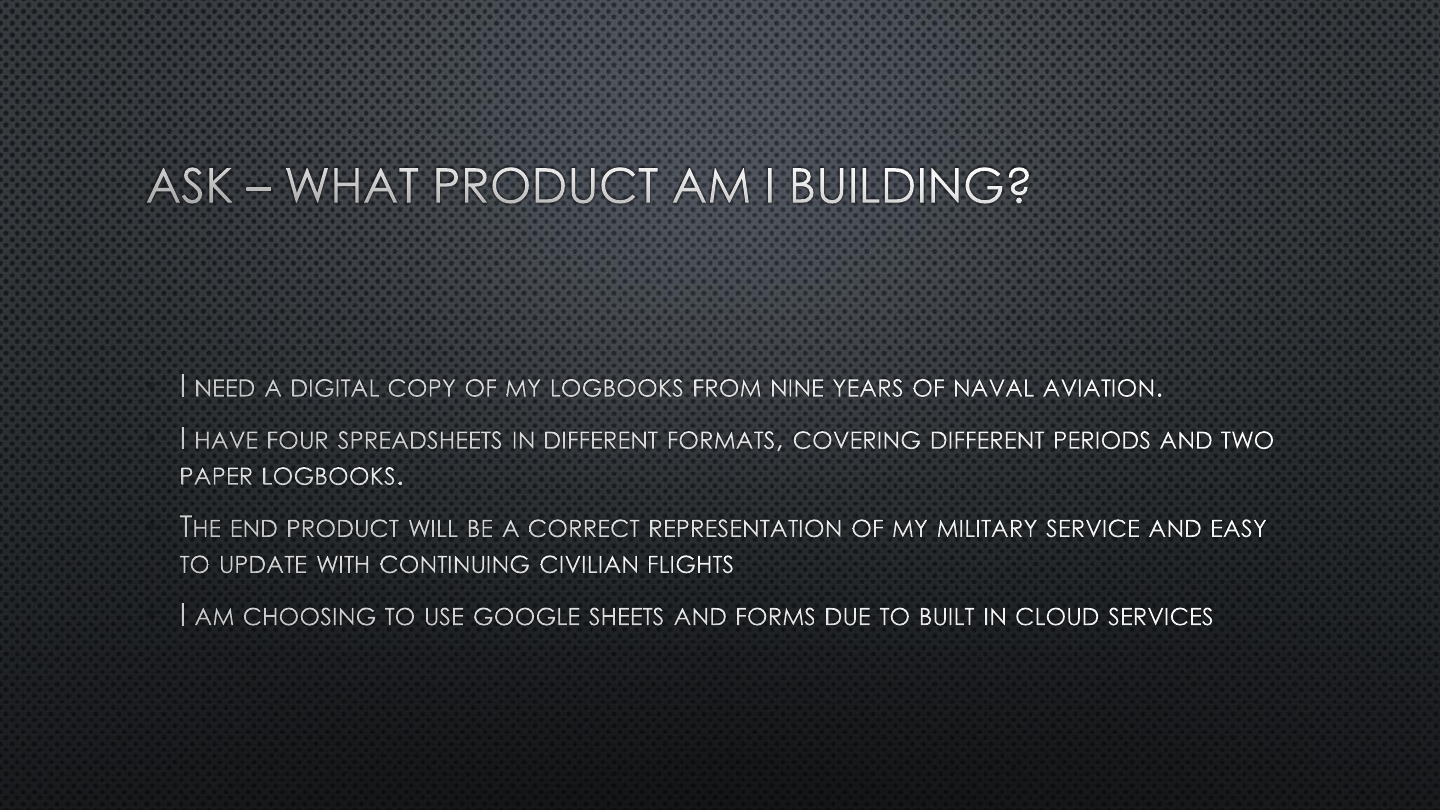 ASK – WHAT PRODUCT AM I BUILDING?
I NEED A DIGITAL COPY OF MY LOGBOOKS FROM NINE YEARS OF NAVAL AVIATION.
I HAVE FOUR SPREADSHEETS IN DIFFERENT FORMATS, COVERING DIFFERENT PERIODS AND TWO
PAPER LOGBOOKS.
THE END PRODUCT WILL BE A CORRECT REPRESENTATION OF MY MILITARY SERVICE AND EASY
TO UPDATE WITH CONTINUING CIVILIAN FLIGHTS
I AM CHOOSING TO USE GOOGLE SHEETS AND FORMS DUE TO BUILT IN CLOUD SERVICES